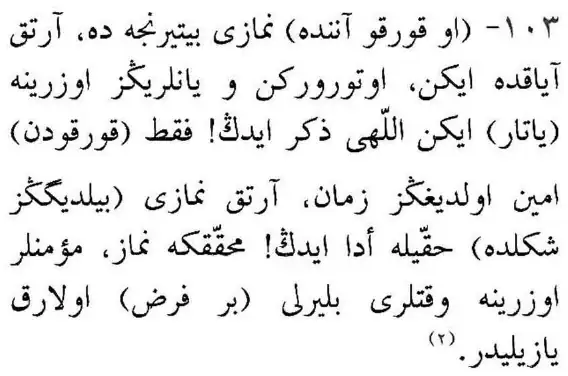 ١٠٣- (او قورقو آننده) نمازى بيتيرنجه ده، آرتق
آياقده ايكن، اوتوروركن و يانلريڭز اوزرينه
(ياتار) ايكن اللّهى ذكر ايدڭ! فقط (قورقودن)
امين اولديغڭز زمان، آرتق نمازى (بيلديگڭز
شكلده) حقّيله أدا ايدڭ! محقّقكه نماز، مؤمنلر
اوزرينه وقتلرى بليرلى (بر فرض) اولارق
يازيليدر.(٢)